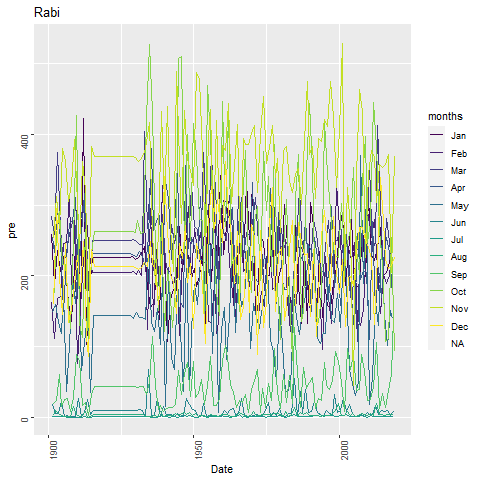 Rabi
pre
400
200
0
1900
1950
2000
Date
months
Jan
Feb
Mar
Apr
May
Jun
Jul
Aug
Sep
Oct
Nov
Dec
NA